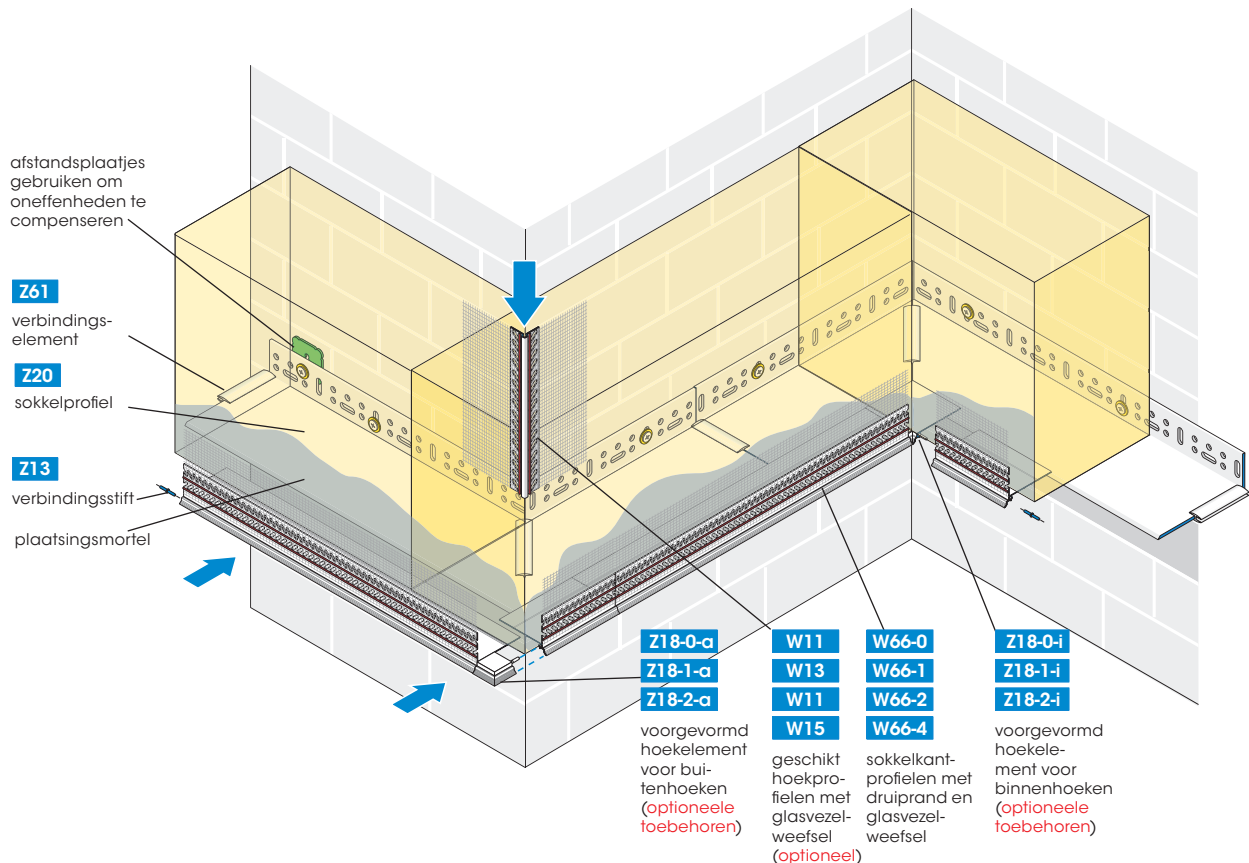 afstandsplaatjes
gebruiken om
oneffenheden te
compenseren
Z61
verbindings-
element
Z20
sokkelprofiel
Z13
verbindingsstift
plaatsingsmortel
Z18-0-a
Z18-1-a
Z18-2-a
voorgevormd
hoekelement
voor bui-
tenhoeken
(optioneele
toebehoren)
W11
W13
W11
W15
geschikt
hoekpro-
fielen met
glasvezel-
weefsel
(optioneel)
W66-0
W66-1
W66-2
W66-4
sokkelkant-
profielen met
druiprand en
glasvezel-
weefsel
Z18-0-i
Z18-1-i
Z18-2-i
voorgevormd
hoekele-
ment voor
binnenhoeken
(optioneele
toebehoren)